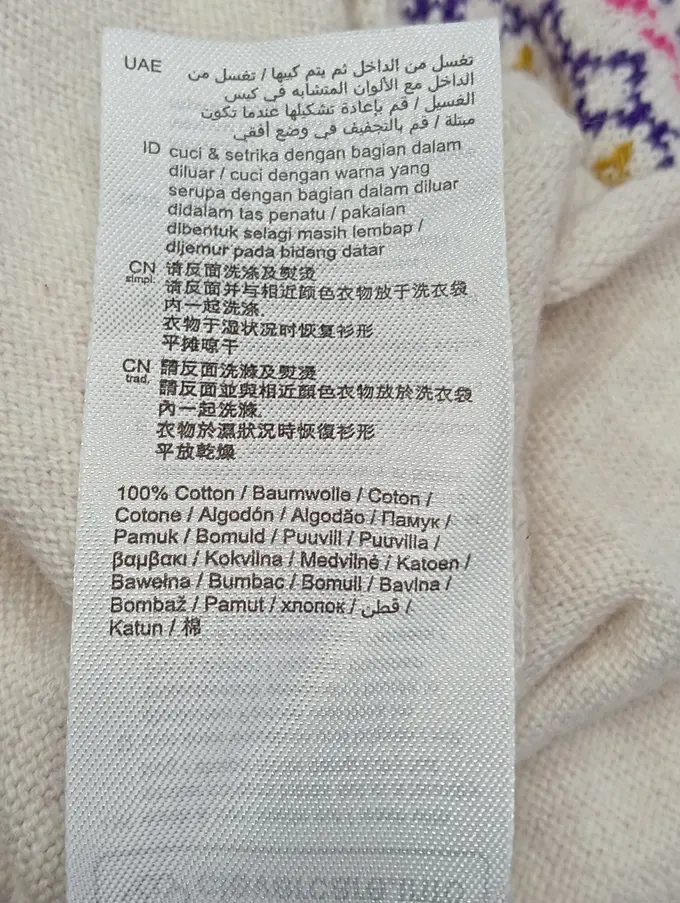 UAE تغسل من الداخل ثم يتم كيها / تغسل من
الداخل مع الألوان المتشابه في كيس
الغسيل / قم بإعادة تشكيلها عندما تكون
مبتلة / قم بالتجفيف في وضع أفقي
ID cuci & setrika dengan bagian dalam
diluar / cuci dengan warna yang
serupa dengan bagian dalam diluar
didalam tas penatu / pakaian
dibentuk selagi masih lembap /
dijemur pada bidang datar
CN simpl. 请反面洗涤及熨烫
请反面并与相近颜色衣物放于洗衣袋
内一起洗涤.
衣物于湿状况时恢复衫形
平摊晾干
CN trad. 請反面洗滌及熨燙
請反面並與相近顏色衣物放於洗衣袋
內一起洗滌.
衣物於濕狀況時恢復衫形
平放乾燥
100% Cotton / Baumwolle / Coton /
Cotone / Algodón / Algodão / Памук /
Pamuk / Bomuld / Puuvill / Puuvilla /
βαμβακι / Kokvilna / Medvilnė / Katoen /
Bawełna / Bumbac / Bomull / Bavlna /
Bombaž / Pamut / хлопок / قطن /
Katun / 棉